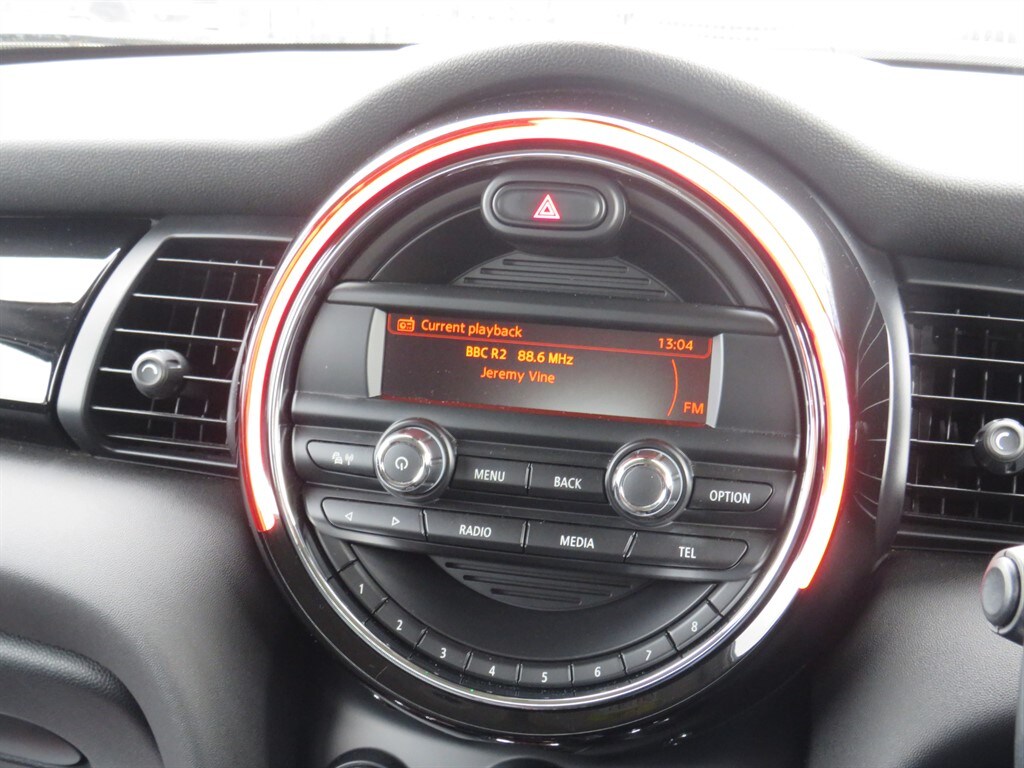 Current playback
13:04
BBC R2 88.6 MHz
Jeremy Vine
FM
MENU
BACK
OPTION
RADIO
MEDIA
TEL
1
2
3
4
5
6
7
8